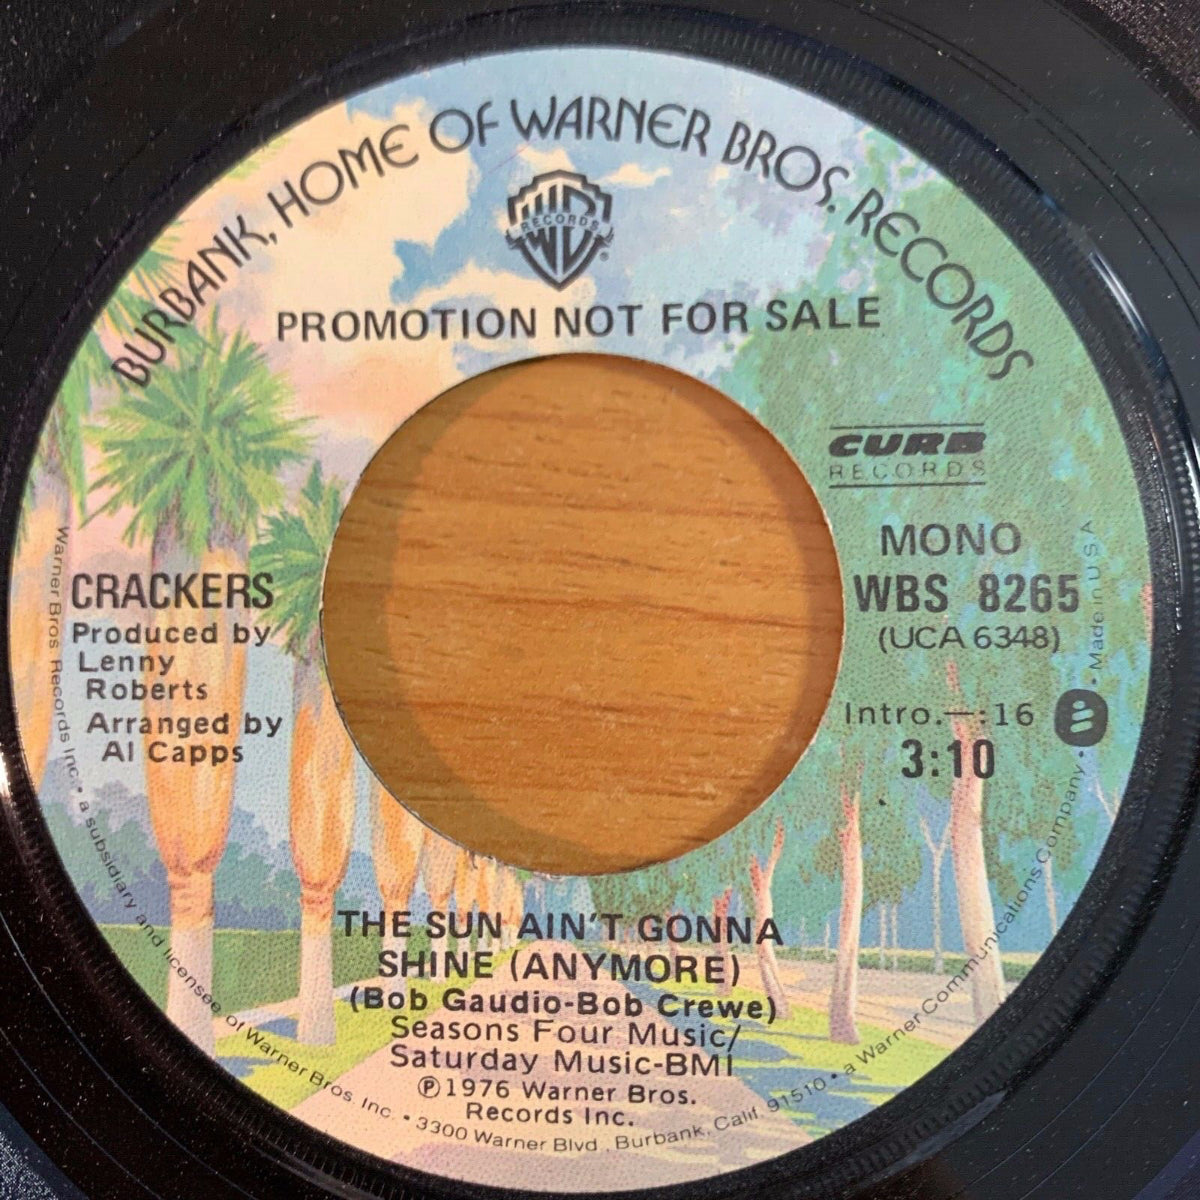 BURBANK, HOME OF WARNER BROS. RECORDS
WB
RECORDS
®
PROMOTION NOT FOR SALE
CURB
RECORDS
MONO
WBS 8265
(UCA 6348)
Intro.—:16
3:10
CRACKERS
Produced by
Lenny
Roberts
Arranged by
Al Capps
THE SUN AIN'T GONNA
SHINE (ANYMORE)
(Bob Gaudio-Bob Crewe)
Seasons Four Music/
Saturday Music-BMI
℗1976 Warner Bros.
Records Inc.
Warner Bros. Records Inc. • a subsidiary and licensee of Warner Bros. Inc. • 3300 Warner Blvd., Burbank, Calif. 91510 • a Warner Communications Company • • Made in U S A